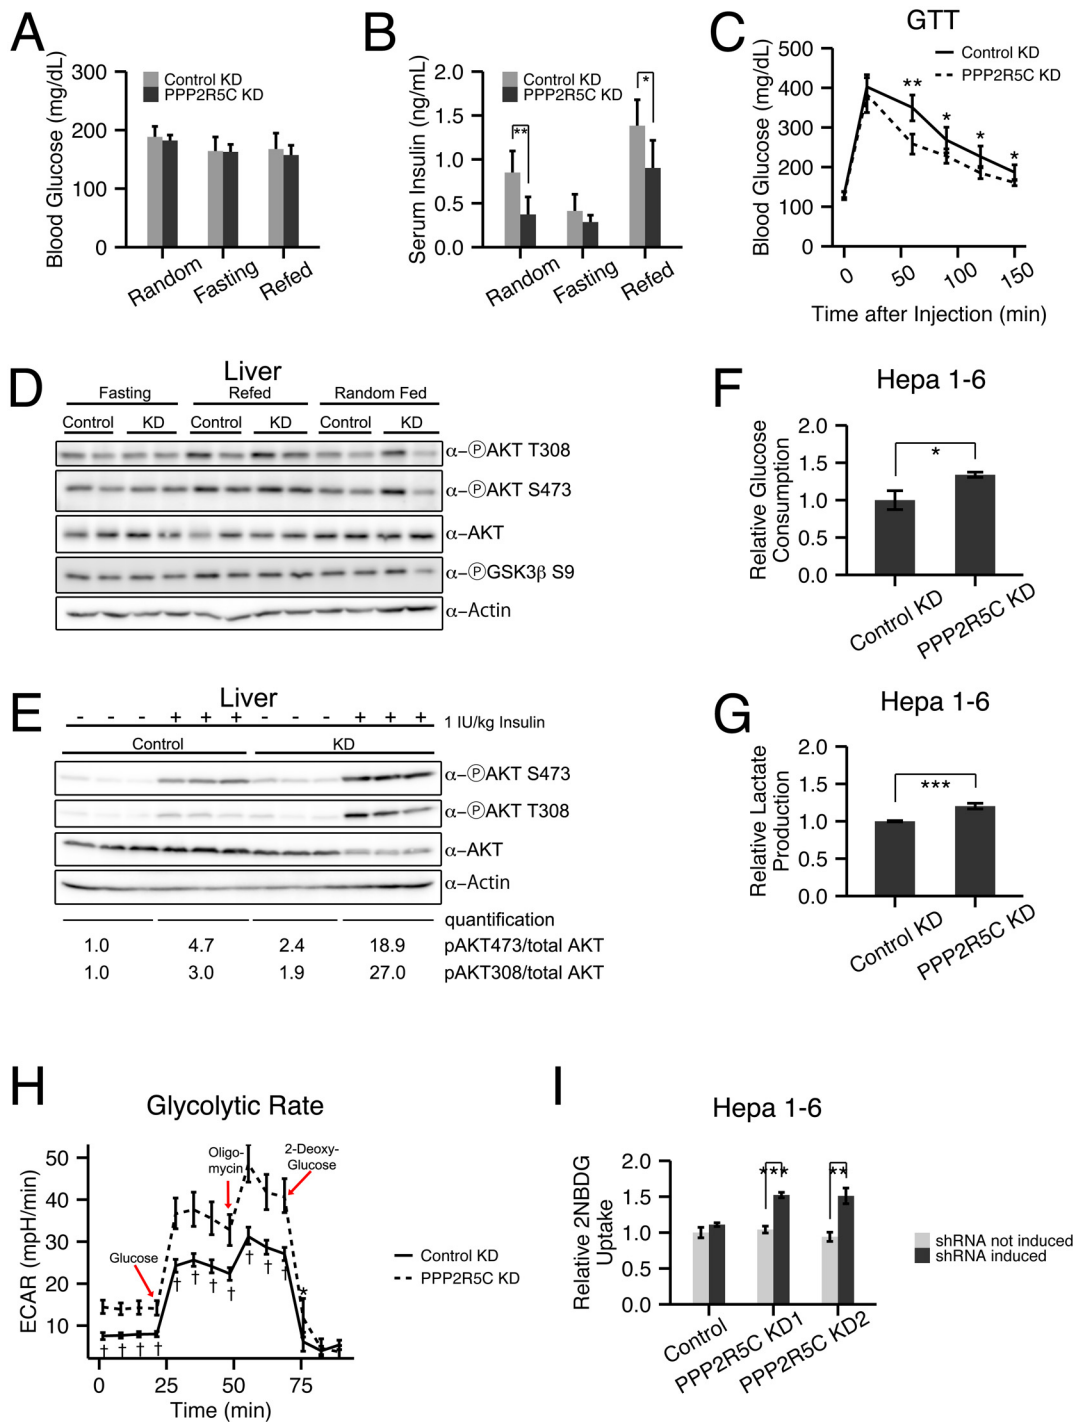 A
Blood Glucose (mg/dL)
300
200
100
0
Control KD
PPP2R5C KD
Random
Fasting
Refed
B
Serum Insulin (ng/mL)
2.0
1.5
1.0
0.5
0.0
Control KD
PPP2R5C KD
**
*
Random
Fasting
Refed
C
GTT
Blood Glucose (mg/dL)
500
400
300
200
100
0
Control KD
PPP2R5C KD
**
*
*
*
0
50
100
150
Time after Injection (min)
D
Liver
Fasting Refed Random Fed
Control KD Control KD Control KD
α–ⓅAKT T308
α–ⓅAKT S473
α–AKT
α–ⓅGSK3β S9
α–Actin
E
Liver
- - - + + + - - - + + + 1 IU/kg Insulin
Control KD
α–ⓅAKT S473
α–ⓅAKT T308
α–AKT
α–Actin
quantification
1.0 4.7 2.4 18.9 pAKT473/total AKT
1.0 3.0 1.9 27.0 pAKT308/total AKT
F
Hepa 1-6
Relative Glucose
Consumption
2.0
1.5
1.0
0.5
0.0
*
Control KD
PPP2R5C KD
G
Hepa 1-6
Relative Lactate
Production
2.0
1.5
1.0
0.5
0.0
***
Control KD
PPP2R5C KD
H
Glycolytic Rate
ECAR (mpH/min)
50
40
30
20
10
Glucose
Oligo-
mycin
2-Deoxy-
Glucose
† † † † † † † † † † † *
Control KD
PPP2R5C KD
0 25 50 75
Time (min)
I
Hepa 1-6
Relative 2NBDG
Uptake
2.0
1.5
1.0
0.5
0.0
***
**
shRNA not induced
shRNA induced
Control
PPP2R5C KD1
PPP2R5C KD2